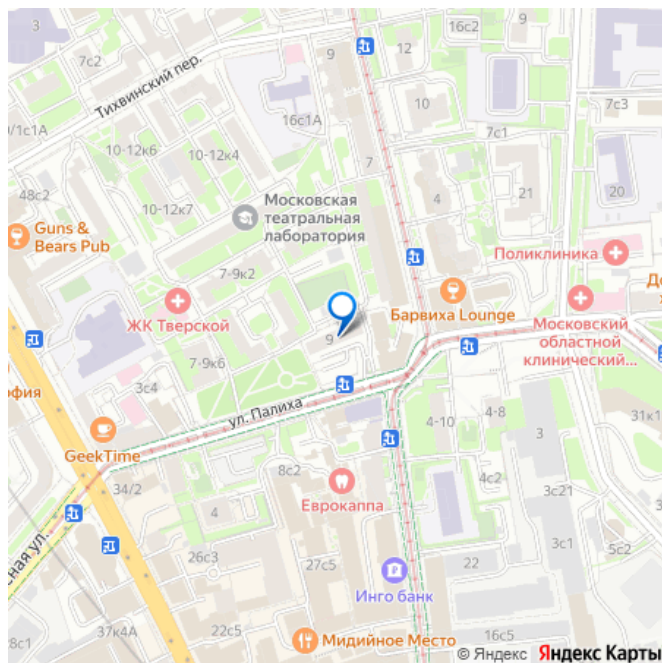 3
7с2
9
12
16с2
9
Тихвинский пер.
16с1А
10
7с3
0/1с1А
7с1
10-12к6
10-12к4
7
48с2
10-12к7
Московская
театральная
лаборатория
4
21
20
Guns &
Bears Pub
7-9к2
Поликлиника
Барвиха Lounge
ЖК Тверской
9
Московский
областной
клинический...
7-9к6
3с4
ул. Палиха
офия
GeekTime
4-10
4-8
31к1
34/2
8с2
4с2
3
Еврокаппа
3с21
4
сная ул.
26с3
27с5
22
3с1
5с2
Инго банк
37к4А
22с5
Мидийное Место
16с5
28с1
© Яндекс Яндекс Карты